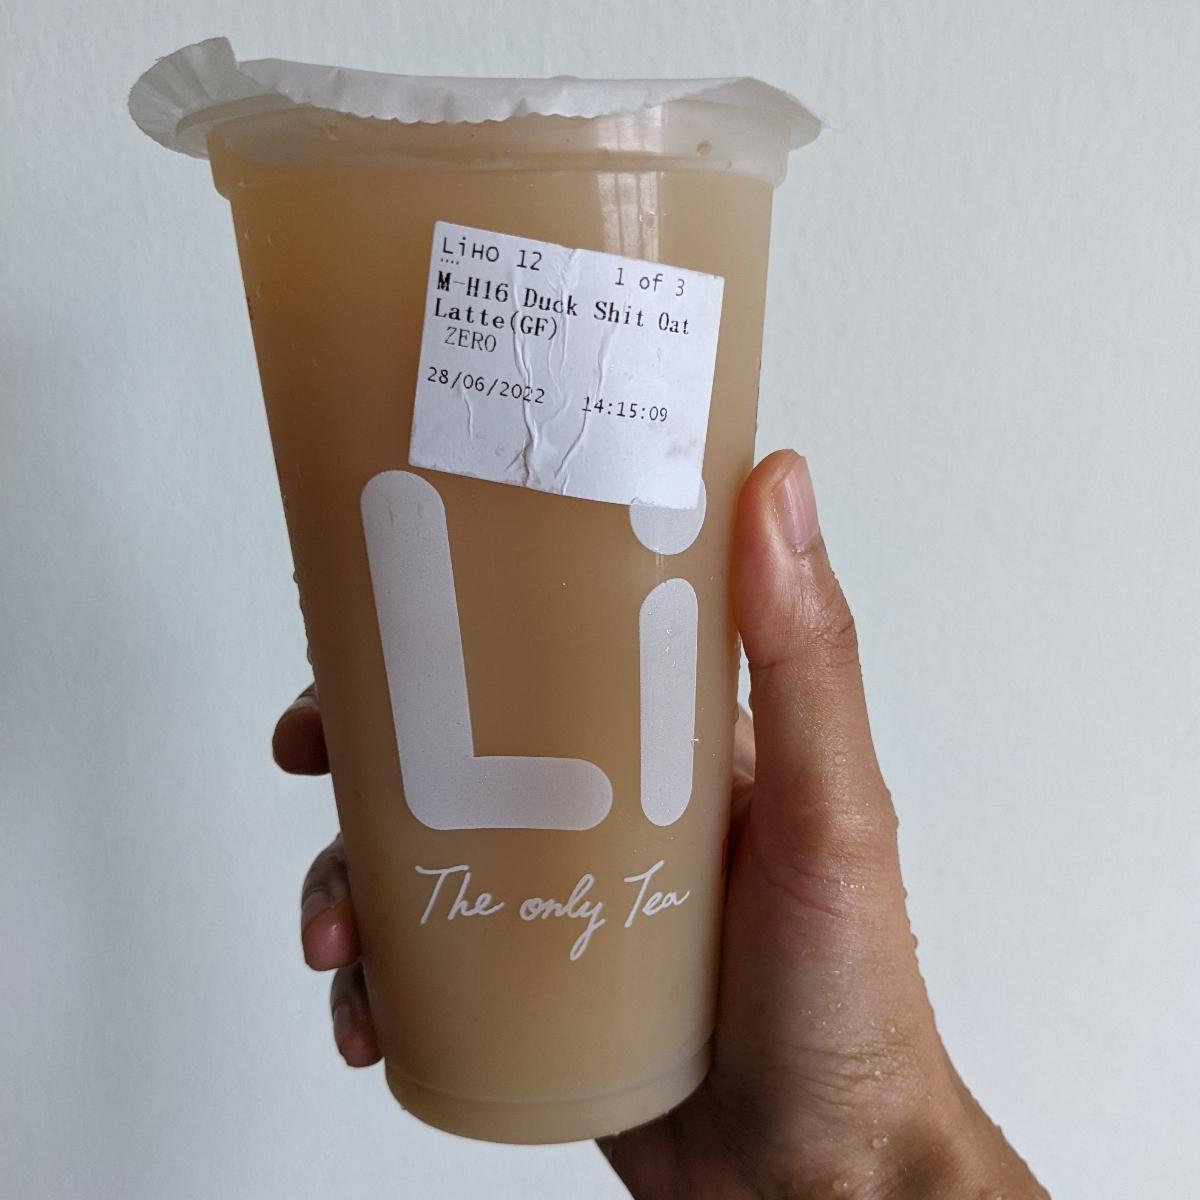 LiHO 12 1 of 3
M-H16 Duck Shit Oat
Latte(GF)
ZERO
28/06/2022 14:15:09
Li
The only Tea